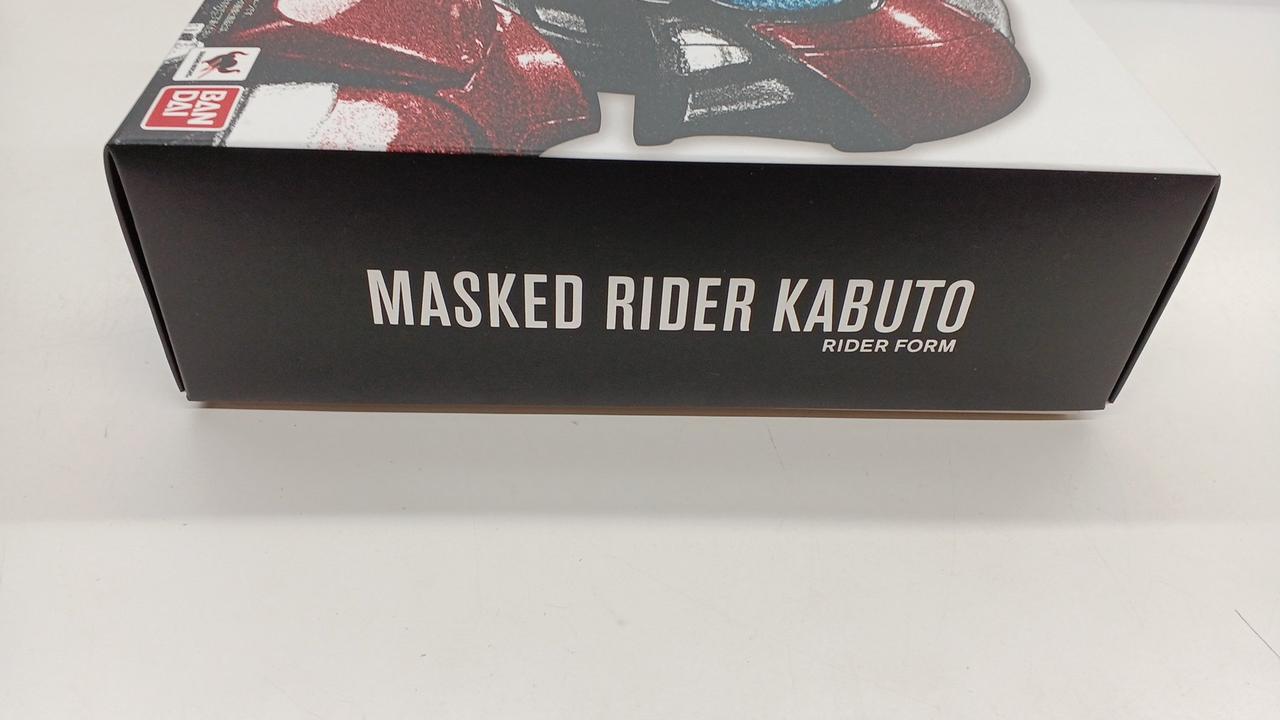 BAN
DAI
MASKED RIDER KABUTO
RIDER FORM